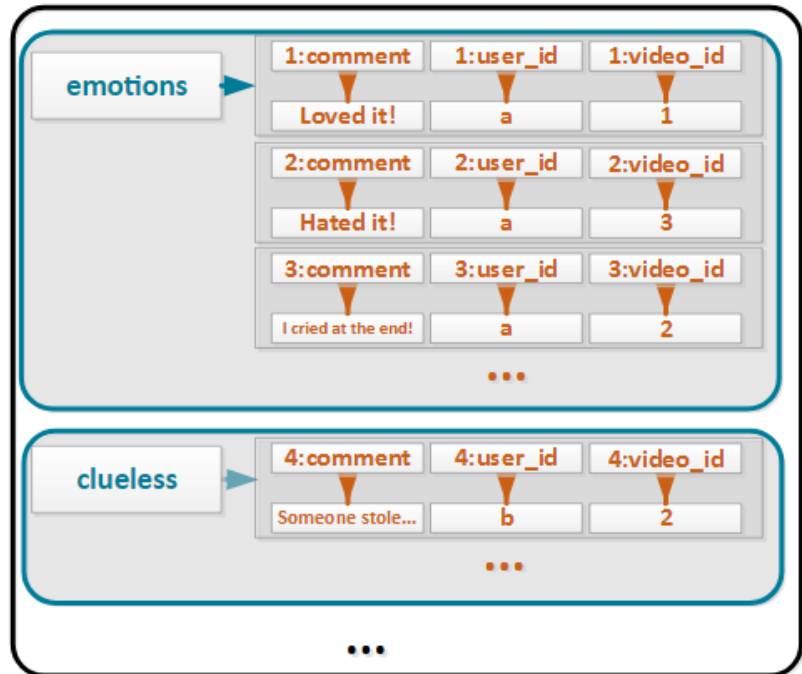 emotions
1:comment 1:user_id 1:video_id
Loved it! a 1
2:comment 2:user_id 2:video_id
Hated it! a 3
3:comment 3:user_id 3:video_id
I cried at the end! a 2
...
clueless
4:comment 4:user_id 4:video_id
Someone stole... b 2
...
...